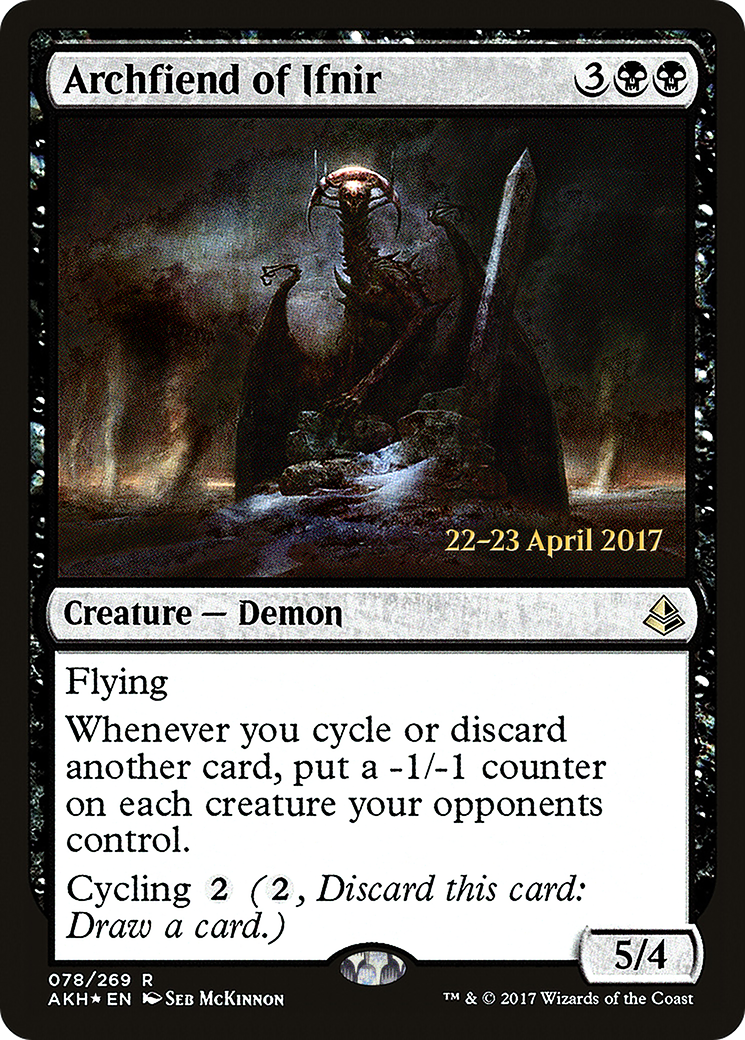 Archfiend of Ifnir 3
22–23 April 2017
Creature — Demon
Flying
Whenever you cycle or discard
another card, put a -1/-1 counter
on each creature your opponents
control.
Cycling 2 (2, Discard this card:
Draw a card.)
5/4
078/269 R
AKH★EN Seb McKinnon
™ & © 2017 Wizards of the Coast